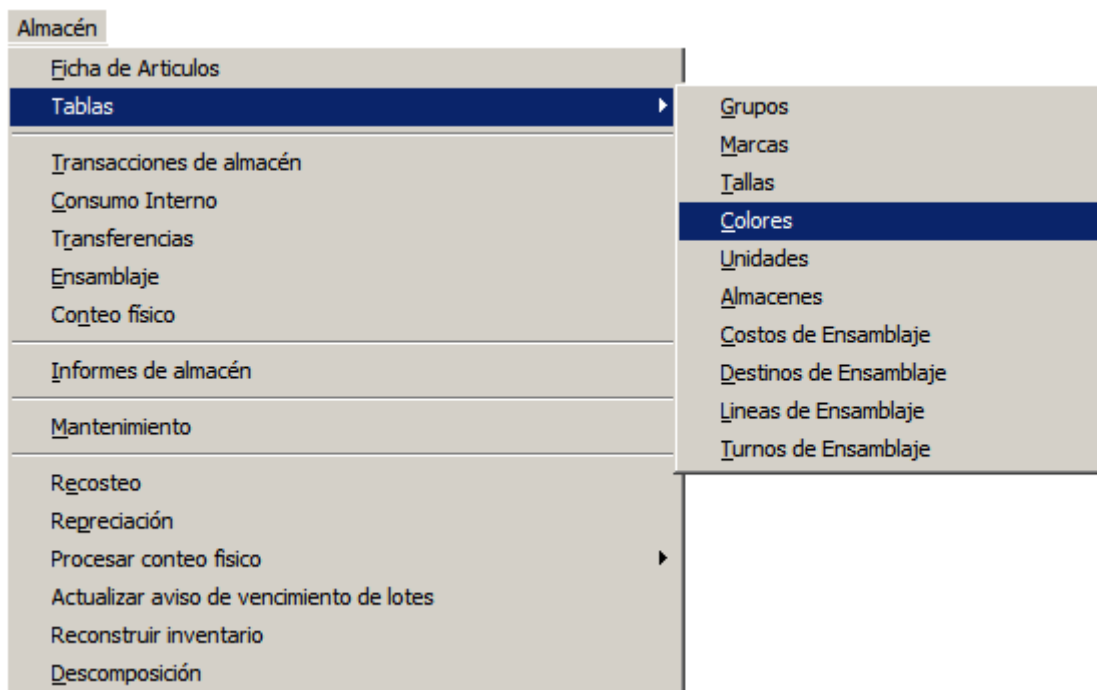 Almacén
Ficha de Articulos
Tablas
Transacciones de almacén
Consumo Interno
Transferencias
Ensamblaje
Conteo físico
Informes de almacén
Mantenimiento
Recosteo
Repreciación
Procesar conteo fisico
Actualizar aviso de vencimiento de lotes
Reconstruir inventario
Descomposición
Grupos
Marcas
Tallas
Colores
Unidades
Almacenes
Costos de Ensamblaje
Destinos de Ensamblaje
Lineas de Ensamblaje
Turnos de Ensamblaje